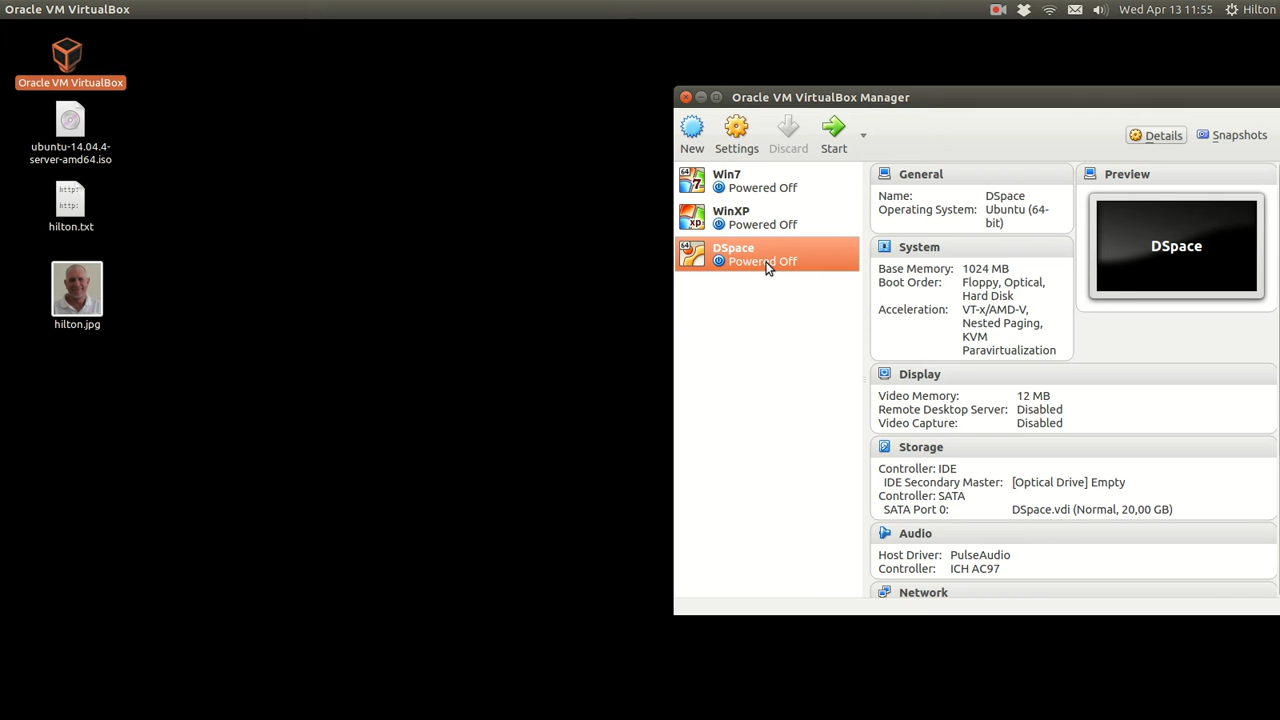 Oracle VM VirtualBox
Wed Apr 13 11:55
Hilton
Oracle VM VirtualBox
ubuntu-14.04.4-
server-amd64.iso
http:
http:
hilton.txt
hilton.jpg
Oracle VM VirtualBox Manager
New
Settings
Discard
Start
Details
Snapshots
64
7
Win7
Powered Off
xp
WinXP
Powered Off
64
DSpace
Powered Off
General
Name: DSpace
Operating System: Ubuntu (64-
bit)
Preview
DSpace
System
Base Memory: 1024 MB
Boot Order: Floppy, Optical,
Hard Disk
Acceleration: VT-x/AMD-V,
Nested Paging,
KVM
Paravirtualization
Display
Video Memory: 12 MB
Remote Desktop Server: Disabled
Video Capture: Disabled
Storage
Controller: IDE
IDE Secondary Master: [Optical Drive] Empty
Controller: SATA
SATA Port 0: DSpace.vdi (Normal, 20,00 GB)
Audio
Host Driver: PulseAudio
Controller: ICH AC97
Network